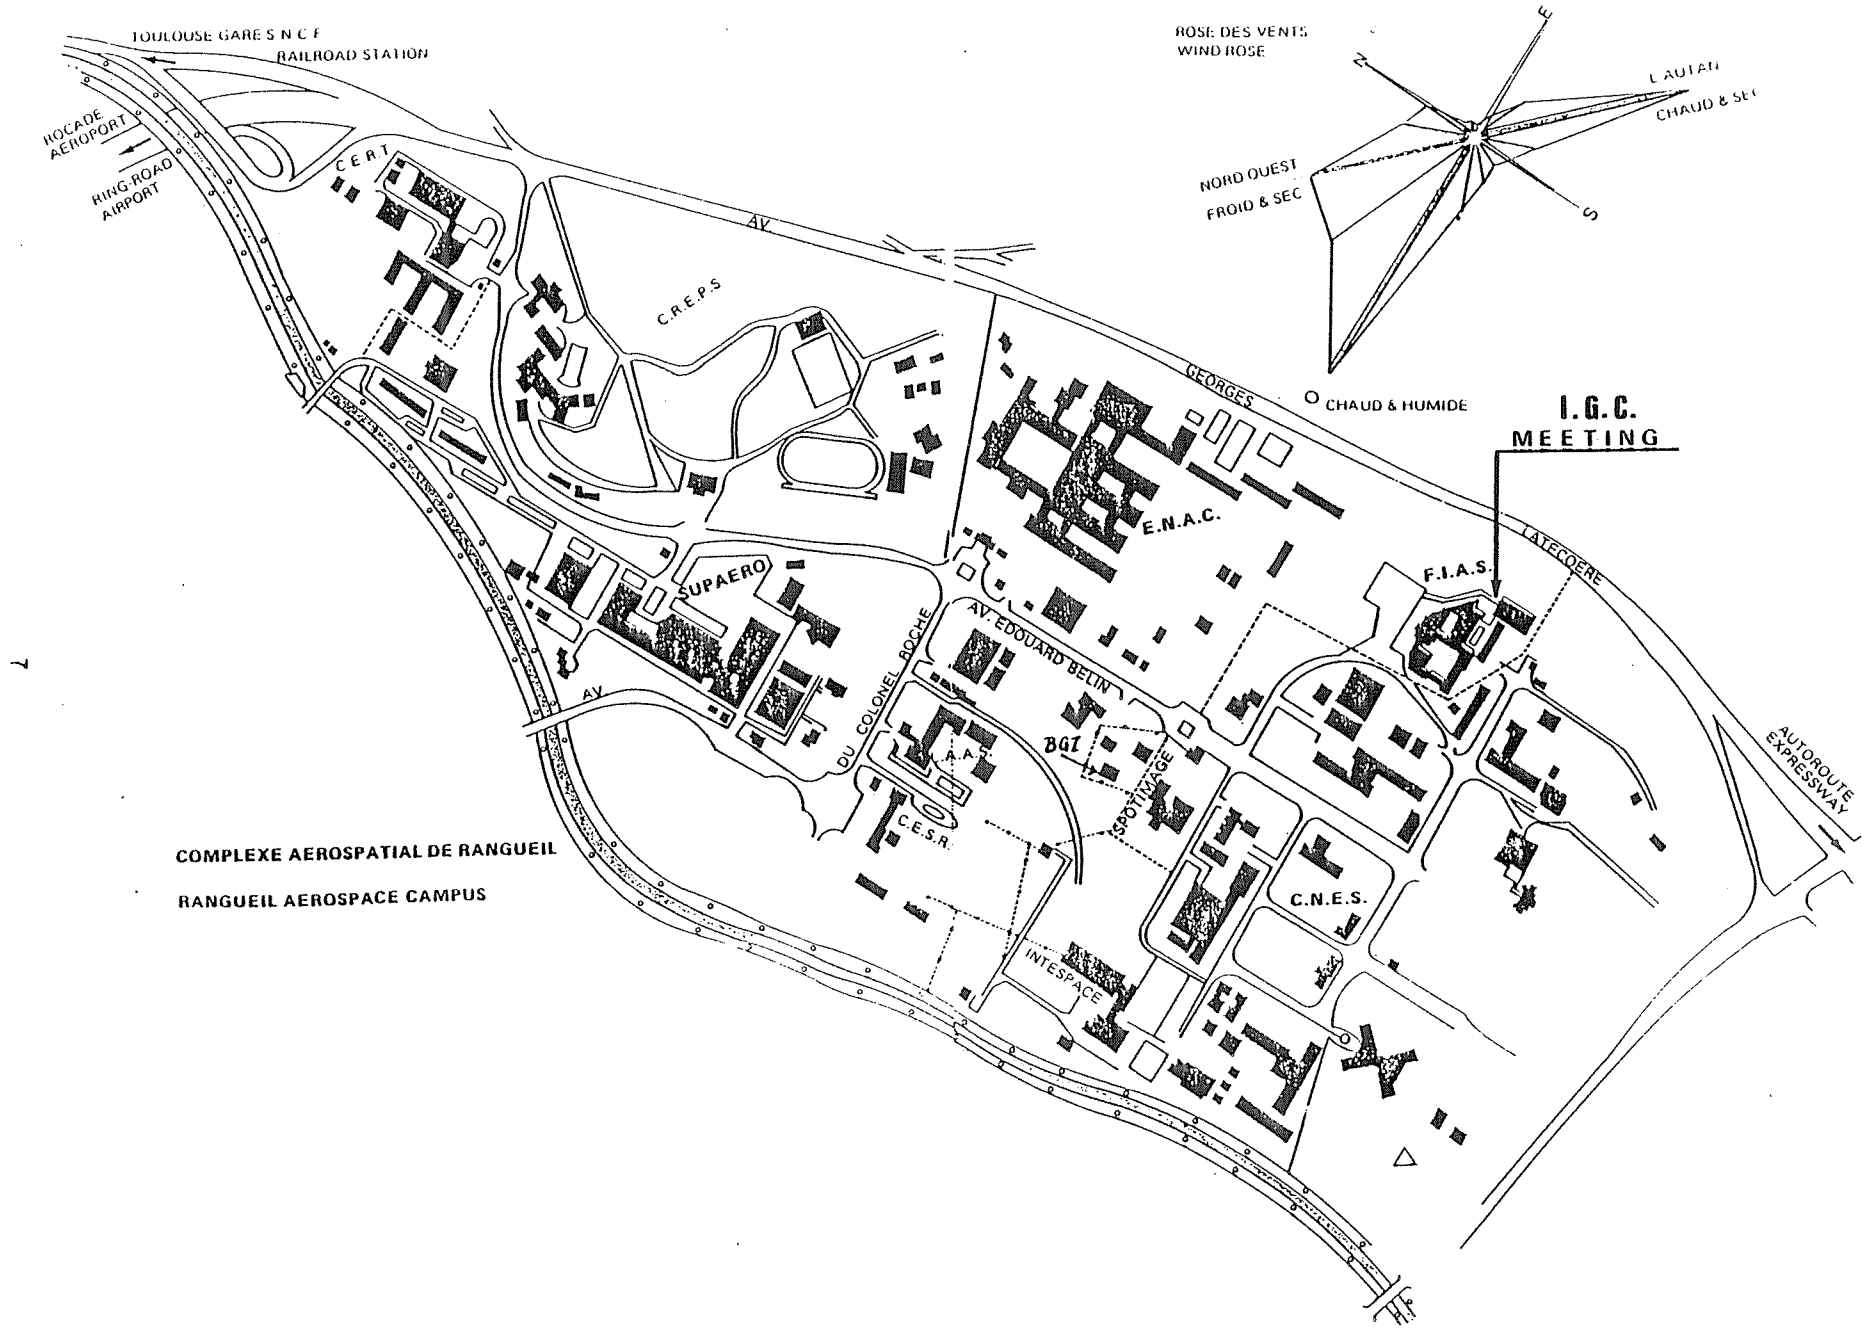 TOULOUSE GARE S N C F
RAILROAD STATION
ROCADE
AEROPORT
RING-ROAD
AIRPORT
C.E.R.T
AV
C.R.E.P.S
ROSE DES VENTS
WIND ROSE
N
E
S
O
L AUTAN
CHAUD & SEC
NORD OUEST
FROID & SEC
CHAUD & HUMIDE
GEORGES
I.G.C.
MEETING
E.N.A.C.
LATECOERE
F.I.A.S.
SUPAERO
AV. EDOUARD BELIN
AV
DU COLONEL ROCHE
BGI
A.A.S.
SPOTIMAGE
C.E.S.R.
AUTOROUTE
EXPRESSWAY
COMPLEXE AEROSPATIAL DE RANGUEIL
RANGUEIL AEROSPACE CAMPUS
C.N.E.S.
INTESPACE
7